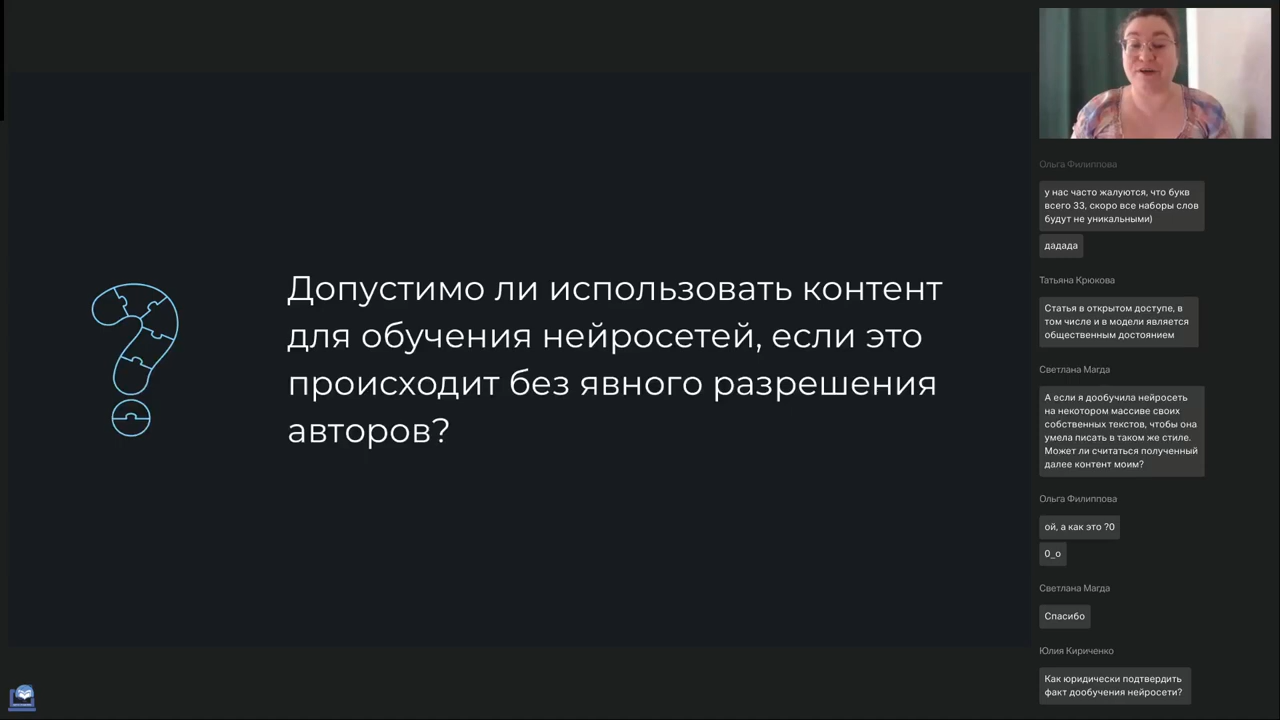 Допустимо ли использовать контент
для обучения нейросетей, если это
происходит без явного разрешения
авторов?
Ольга Филиппова
у нас часто жалуются, что букв
всего 33, скоро все наборы слов
будут не уникальными)
дадада
Татьяна Крюкова
Статья в открытом доступе, в
том числе и в модели является
общественным достоянием
Светлана Магда
А если я дообучила нейросеть
на некотором массиве своих
собственных текстов, чтобы она
умела писать в таком же стиле.
Может ли считаться полученный
далее контент моим?
Ольга Филиппова
ой, а как это ?0
0_о
Светлана Магда
Спасибо
Юлия Кириченко
Как юридически подтвердить
факт дообучения нейросети?